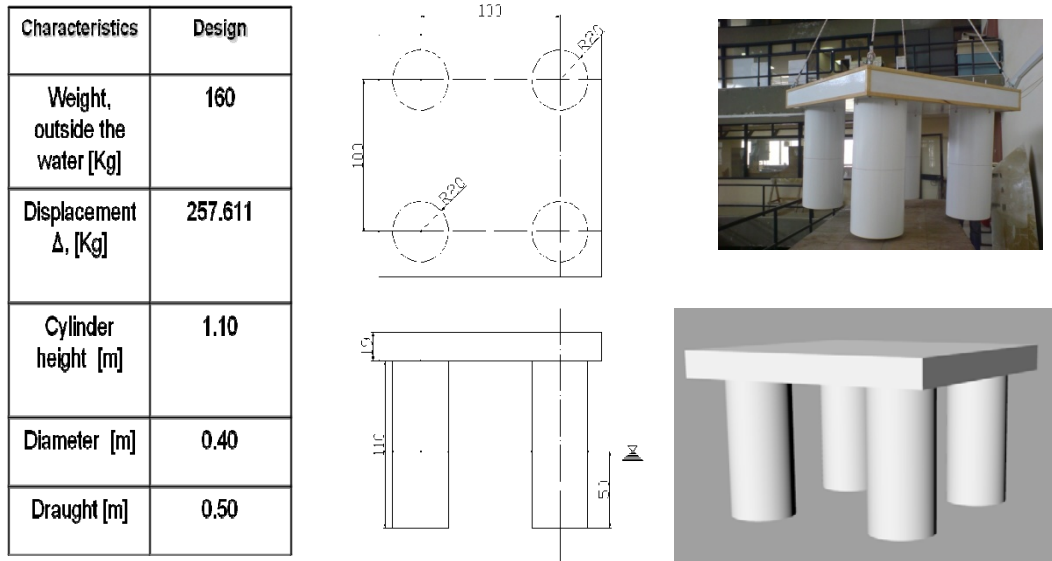 Characteristics Design
Weight, 160
outside the
water [Kg]
Displacement 257.611
Δ, [Kg]
Cylinder 1.10
height [m]
Diameter [m] 0.40
Draught [m] 0.50
100
R20
100
R20
110
50